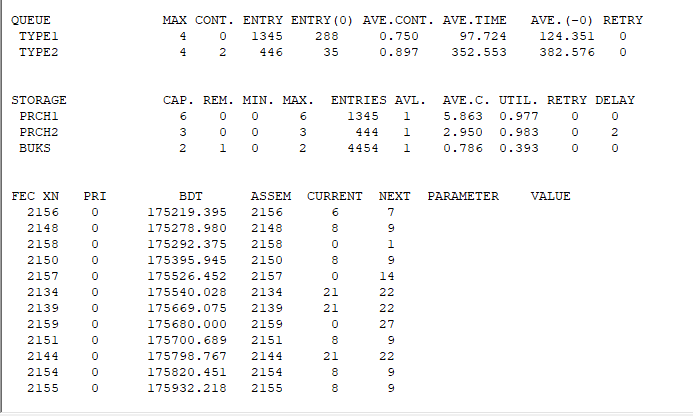 QUEUE MAX CONT. ENTRY ENTRY(0) AVE.CONT. AVE.TIME AVE.(-0) RETRY
TYPE1 4 0 1345 288 0.750 97.724 124.351 0
TYPE2 4 2 446 35 0.897 352.553 382.576 0
STORAGE CAP. REM. MIN. MAX. ENTRIES AVL. AVE.C. UTIL. RETRY DELAY
PRCH1 6 0 0 6 1345 1 5.863 0.977 0 0
PRCH2 3 0 0 3 444 1 2.950 0.983 0 2
BUKS 2 1 0 2 4454 1 0.786 0.393 0 0
FEC XN PRI BDT ASSEM CURRENT NEXT PARAMETER VALUE
2156 0 175219.395 2156 6 7
2148 0 175278.980 2148 8 9
2158 0 175292.375 2158 0 1
2150 0 175395.945 2150 8 9
2157 0 175526.452 2157 0 14
2134 0 175540.028 2134 21 22
2139 0 175669.075 2139 21 22
2159 0 175680.000 2159 0 27
2151 0 175700.689 2151 8 9
2144 0 175798.767 2144 21 22
2154 0 175820.451 2154 8 9
2155 0 175932.218 2155 8 9